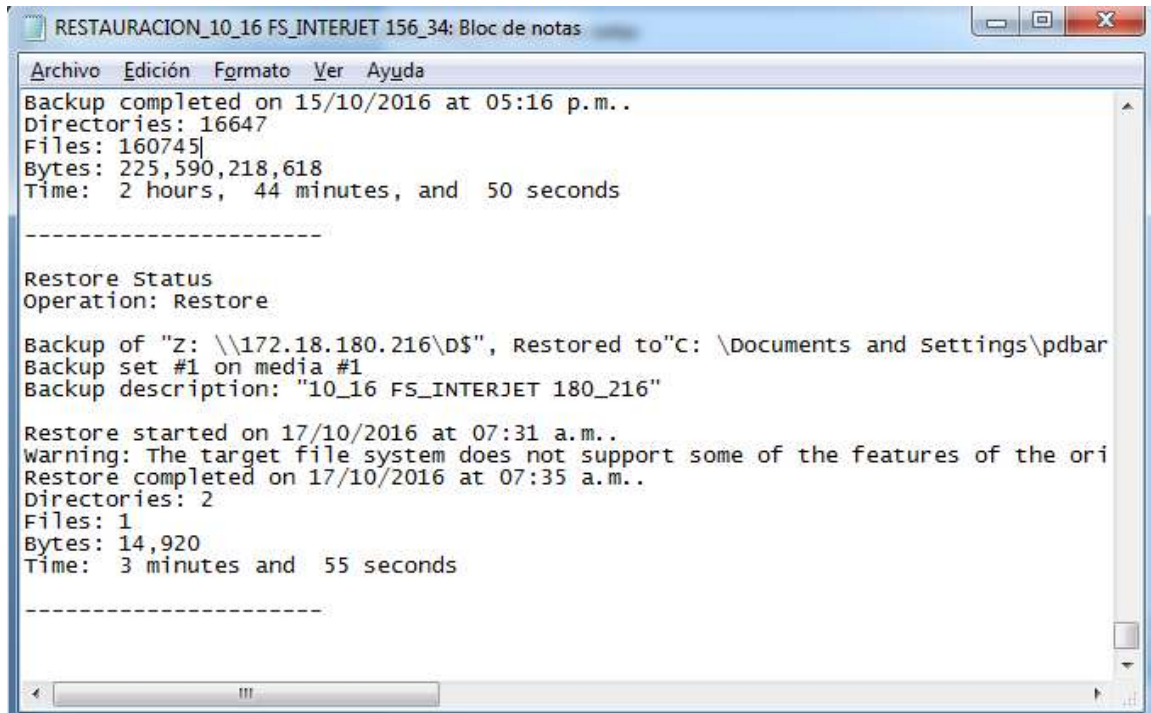 RESTAURACION_10_16 FS_INTERJET 156_34: Bloc de notas
Archivo Edición Formato Ver Ayuda
Backup completed on 15/10/2016 at 05:16 p.m..
Directories: 16647
Files: 160745
Bytes: 225,590,218,618
Time: 2 hours, 44 minutes, and 50 seconds
----------------------
Restore Status
Operation: Restore
Backup of "Z: \\172.18.180.216\D$", Restored to"C: \Documents and Settings\pdbar
Backup set #1 on media #1
Backup description: "10_16 FS_INTERJET 180_216"
Restore started on 17/10/2016 at 07:31 a.m..
Warning: The target file system does not support some of the features of the ori
Restore completed on 17/10/2016 at 07:35 a.m..
Directories: 2
Files: 1
Bytes: 14,920
Time: 3 minutes and 55 seconds
----------------------